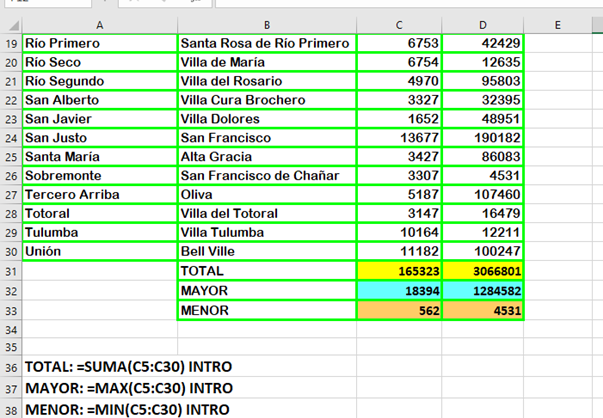 A B C D E
19 Río Primero Santa Rosa de Río Primero 6753 42429
20 Río Seco Villa de María 6754 12635
21 Río Segundo Villa del Rosario 4970 95803
22 San Alberto Villa Cura Brochero 3327 32395
23 San Javier Villa Dolores 1652 48951
24 San Justo San Francisco 13677 190182
25 Santa María Alta Gracia 3427 86083
26 Sobremonte San Francisco de Chañar 3307 4531
27 Tercero Arriba Oliva 5187 107460
28 Totoral Villa del Totoral 3147 16479
29 Tulumba Villa Tulumba 10164 12211
30 Unión Bell Ville 11182 100247
31 TOTAL 165323 3066801
32 MAYOR 18394 1284582
33 MENOR 562 4531
34
35
36 TOTAL: =SUMA(C5:C30) INTRO
37 MAYOR: =MAX(C5:C30) INTRO
38 MENOR: =MIN(C5:C30) INTRO